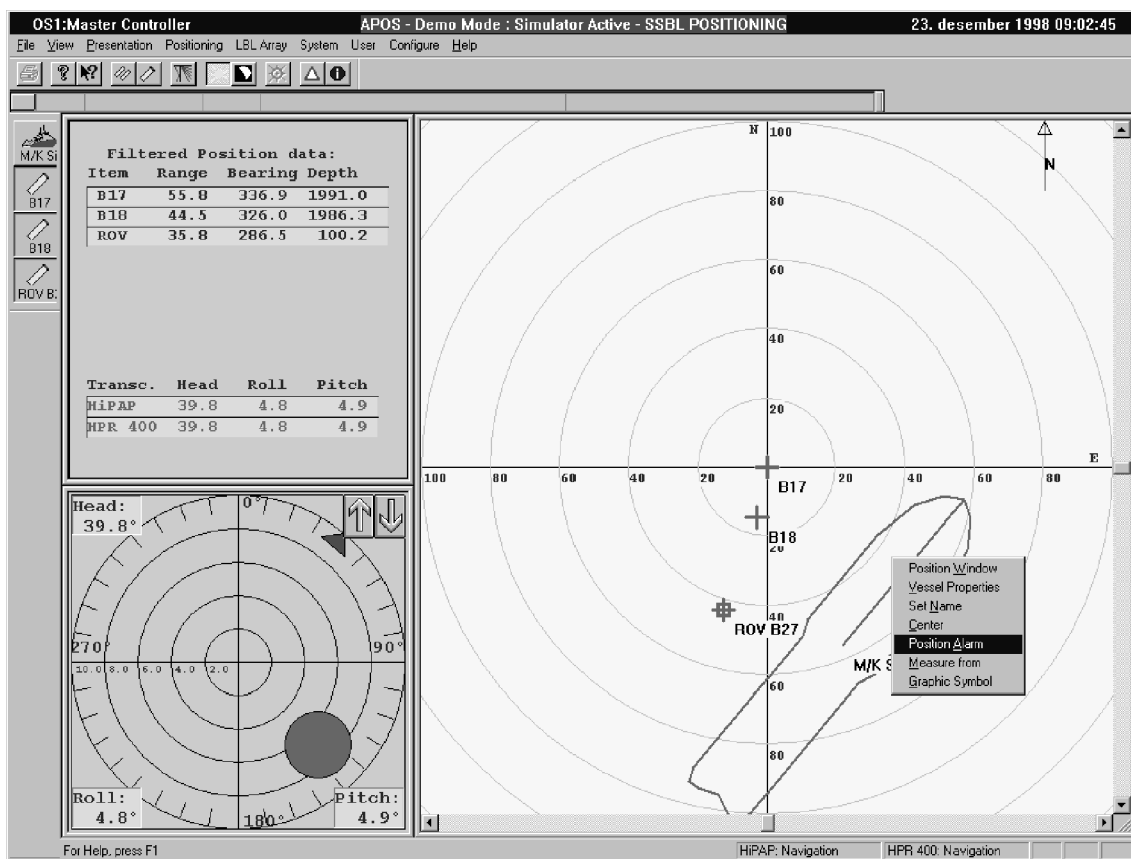 OS1:Master Controller APOS - Demo Mode : Simulator Active - SSBL POSITIONING 23. desember 1998 09:02:45
File View Presentation Positioning LBL Array System User Configure Help
M/K Si
B17
B18
ROV B:
Filtered Position data:
Item Range Bearing Depth
B17 55.8 336.9 1991.0
B18 44.5 326.0 1986.3
ROV 35.8 286.5 100.2
Transc. Head Roll Pitch
HiPAP 39.8 4.8 4.9
HPR 400 39.8 4.8 4.9
Head:
39.8°
0°
270°
90°
10.0 8.0 6.0 4.0 2.0
Roll:
4.8°
180°
Pitch:
4.9°
N 100
N
80
60
40
20
E
100 80 60 40 20 20 40 60 80
B17
B18
20
40
ROV B27
60
80
M/K S
Position Window
Vessel Properties
Set Name
Center
Position Alarm
Measure from
Graphic Symbol
For Help, press F1 HiPAP: Navigation HPR 400: Navigation